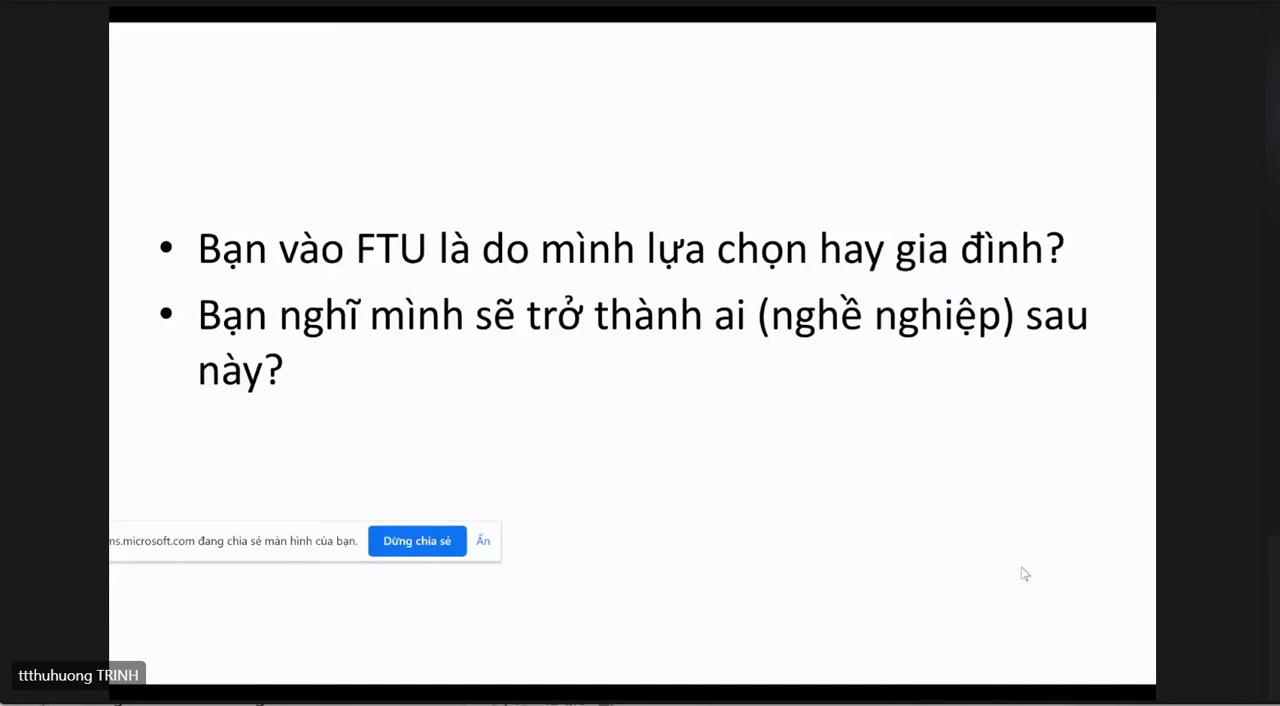 • Bạn vào FTU là do mình lựa chọn hay gia đình?
• Bạn nghĩ mình sẽ trở thành ai (nghề nghiệp) sau
này?
ms.microsoft.com đang chia sẻ màn hình của bạn. Dừng chia sẻ Ẩn
ttthuhuong TRINH